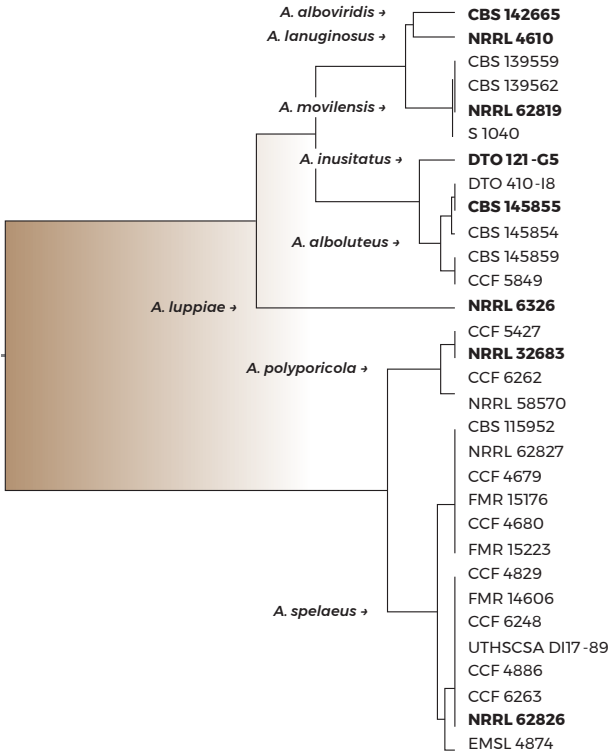 A. alboviridis → CBS 142665
A. lanuginosus → NRRL 4610
CBS 139559
CBS 139562
A. movilensis → NRRL 62819
S 1040
A. inusitatus → DTO 121-G5
DTO 410-I8
CBS 145855
CBS 145854
A. alboluteus →
CBS 145859
CCF 5849
A. luppiae → NRRL 6326
CCF 5427
NRRL 32683
A. polyporicola →
CCF 6262
NRRL 58570
CBS 115952
NRRL 62827
CCF 4679
FMR 15176
CCF 4680
FMR 15223
CCF 4829
FMR 14606
A. spelaeus →
CCF 6248
UTHSCSA DI17-89
CCF 4886
CCF 6263
NRRL 62826
EMSL 4874